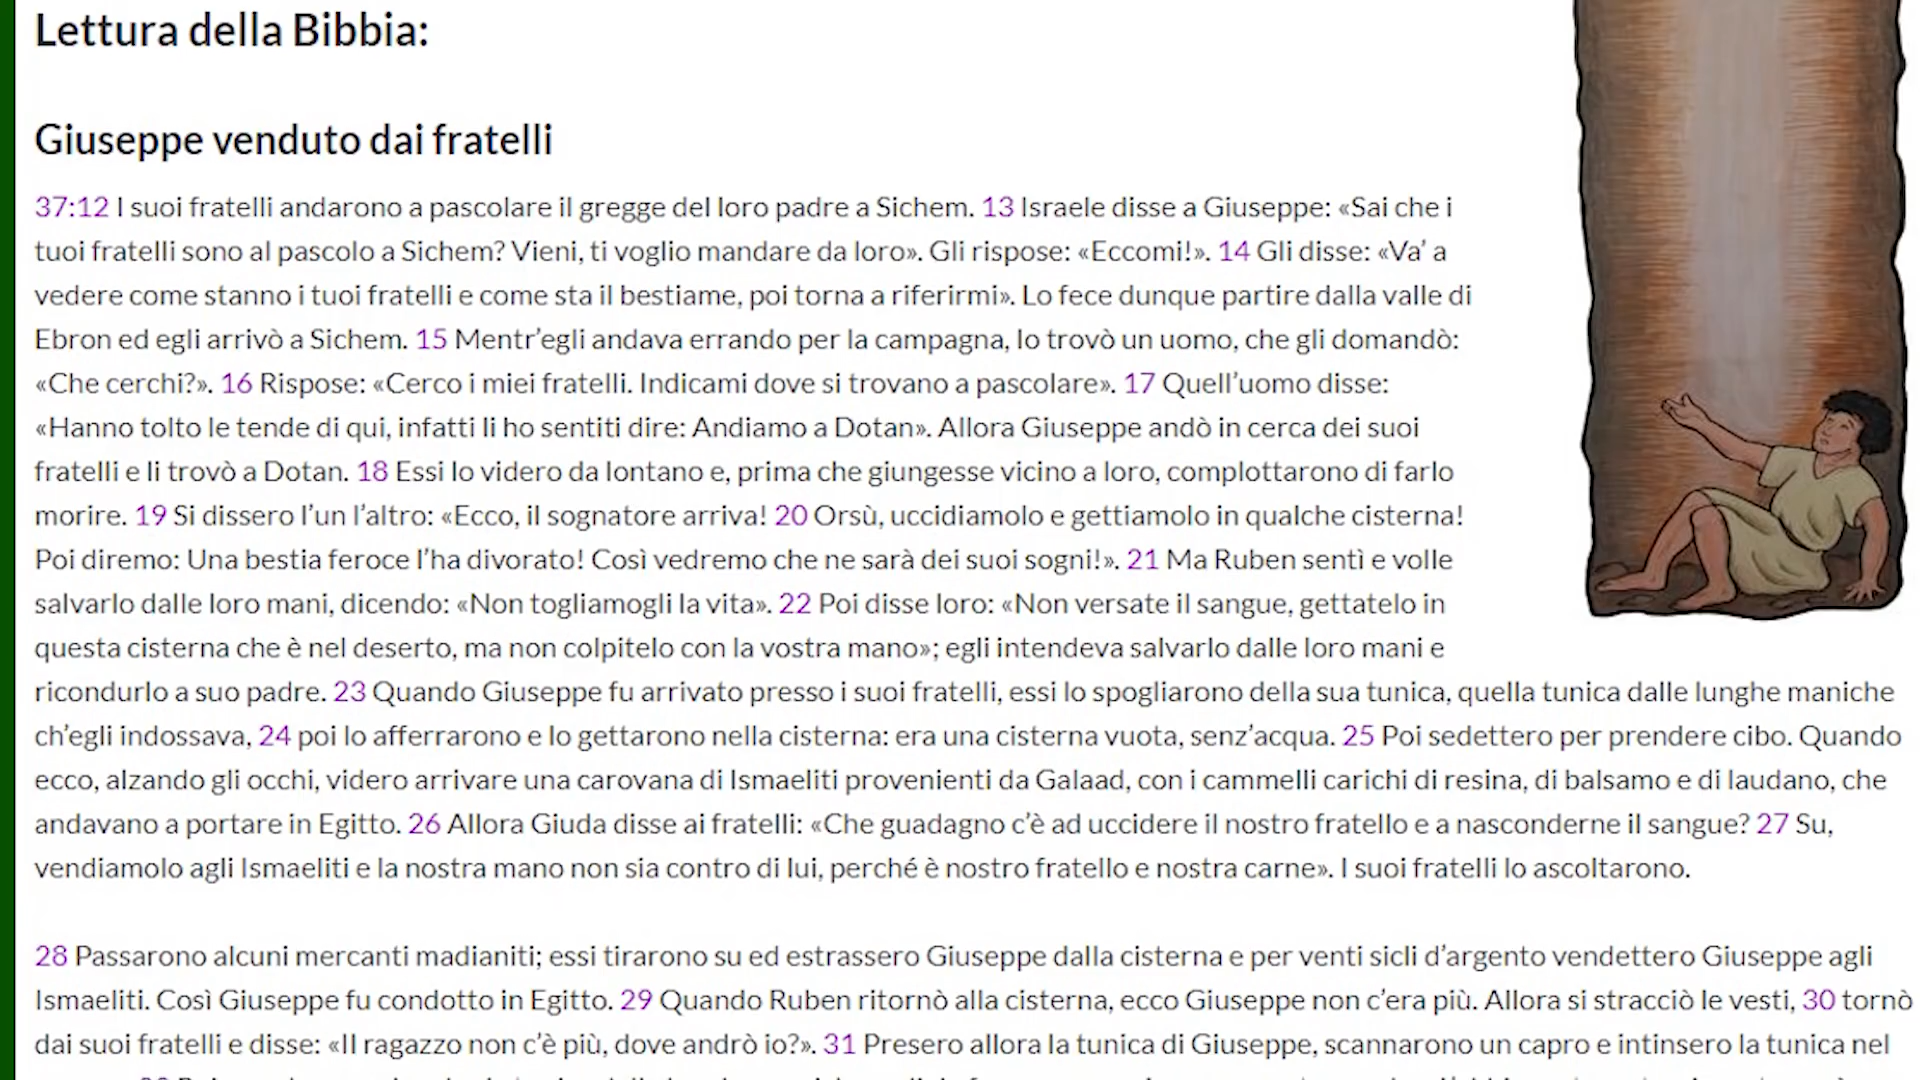 Lettura della Bibbia:
Giuseppe venduto dai fratelli
37:12 I suoi fratelli andarono a pascolare il gregge del loro padre a Sichem. 13 Israele disse a Giuseppe: «Sai che i
tuoi fratelli sono al pascolo a Sichem? Vieni, ti voglio mandare da loro». Gli rispose: «Eccomi!». 14 Gli disse: «Va’ a
vedere come stanno i tuoi fratelli e come sta il bestiame, poi torna a riferirmi». Lo fece dunque partire dalla valle di
Ebron ed egli arrivò a Sichem. 15 Mentr’egli andava errando per la campagna, lo trovò un uomo, che gli domandò:
«Che cerchi?». 16 Rispose: «Cerco i miei fratelli. Indicami dove si trovano a pascolare». 17 Quell’uomo disse:
«Hanno tolto le tende di qui, infatti li ho sentiti dire: Andiamo a Dotan». Allora Giuseppe andò in cerca dei suoi
fratelli e li trovò a Dotan. 18 Essi lo videro da lontano e, prima che giungesse vicino a loro, complottarono di farlo
morire. 19 Si dissero l’un l’altro: «Ecco, il sognatore arriva! 20 Orsù, uccidiamolo e gettiamolo in qualche cisterna!
Poi diremo: Una bestia feroce l’ha divorato! Così vedremo che ne sarà dei suoi sogni!». 21 Ma Ruben sentì e volle
salvarlo dalle loro mani, dicendo: «Non togliamogli la vita». 22 Poi disse loro: «Non versate il sangue, gettatelo in
questa cisterna che è nel deserto, ma non colpitelo con la vostra mano»; egli intendeva salvarlo dalle loro mani e
ricondurlo a suo padre. 23 Quando Giuseppe fu arrivato presso i suoi fratelli, essi lo spogliarono della sua tunica, quella tunica dalle lunghe maniche
ch’egli indossava, 24 poi lo afferrarono e lo gettarono nella cisterna: era una cisterna vuota, senz’acqua. 25 Poi sedettero per prendere cibo. Quando
ecco, alzando gli occhi, videro arrivare una carovana di Ismaeliti provenienti da Galaad, con i cammelli carichi di resina, di balsamo e di laudano, che
andavano a portare in Egitto. 26 Allora Giuda disse ai fratelli: «Che guadagno c’è ad uccidere il nostro fratello e a nasconderne il sangue? 27 Su,
vendiamolo agli Ismaeliti e la nostra mano non sia contro di lui, perché è nostro fratello e nostra carne». I suoi fratelli lo ascoltarono.
28 Passarono alcuni mercanti madianiti; essi tirarono su ed estrassero Giuseppe dalla cisterna e per venti sicli d’argento vendettero Giuseppe agli
Ismaeliti. Così Giuseppe fu condotto in Egitto. 29 Quando Ruben ritornò alla cisterna, ecco Giuseppe non c’era più. Allora si stracciò le vesti, 30 tornò
dai suoi fratelli e disse: «Il ragazzo non c’è più, dove andrò io?». 31 Presero allora la tunica di Giuseppe, scannarono un capro e intinsero la tunica nel